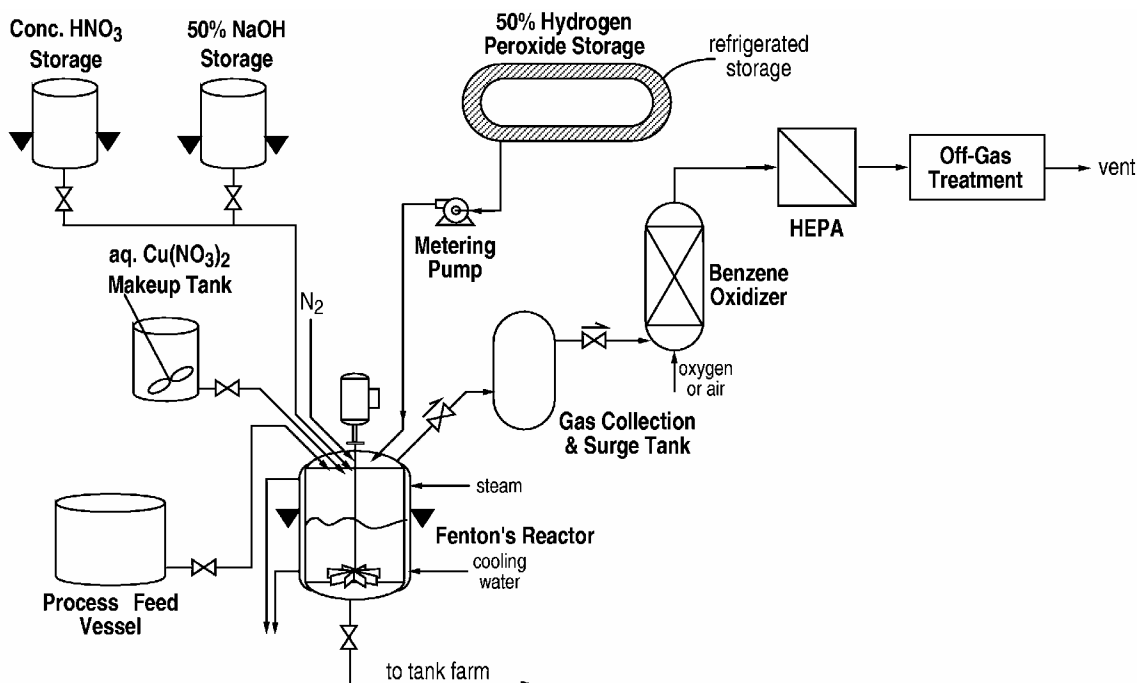 Conc. HNO3
Storage
50% NaOH
Storage
50% Hydrogen
Peroxide Storage
refrigerated
storage
Metering
Pump
HEPA
Off-Gas
Treatment
vent
aq. Cu(NO3)2
Makeup Tank
N2
Benzene
Oxidizer
oxygen
or air
Gas Collection
& Surge Tank
steam
Fenton's Reactor
cooling
water
Process Feed
Vessel
to tank farm